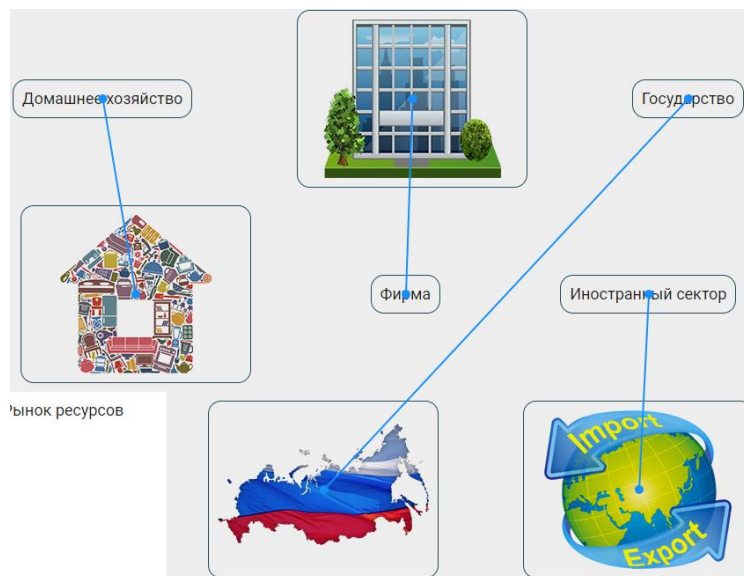 Домашнее хозяйство
Государство
Фирма
Иностранный сектор
Рынок ресурсов
Import
Export